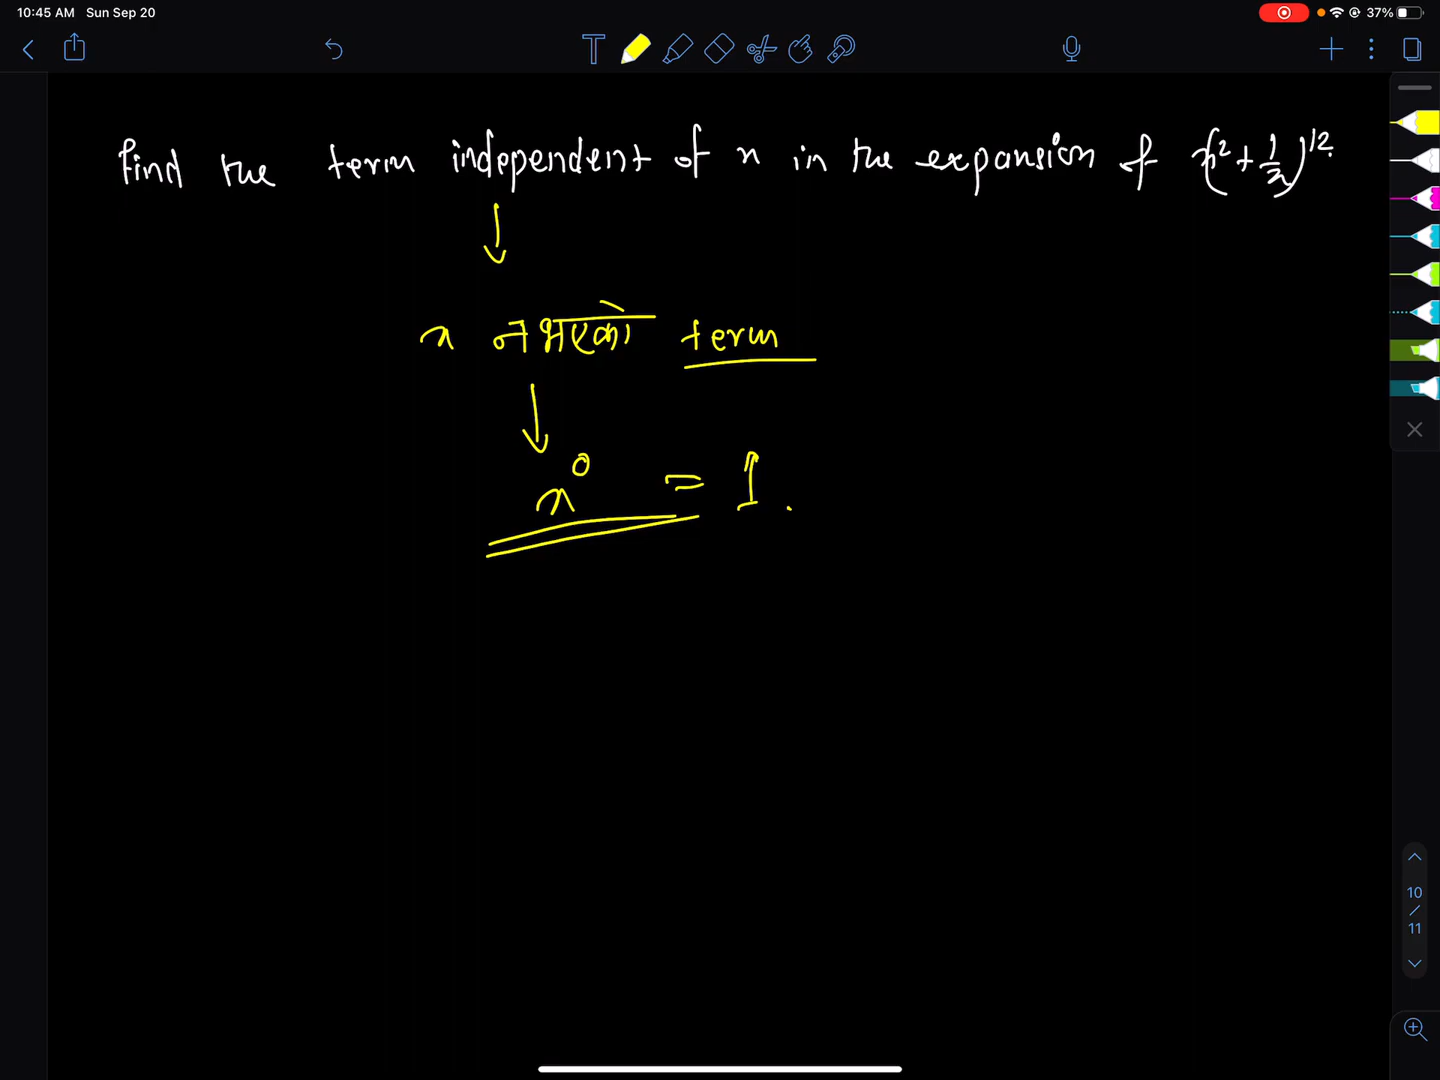 10:45 AM Sun Sep 20
37%
find the term independent of x in the expansion of (x² + 1/x)¹².
x नभएको term
x⁰ = 1.
10
/
11